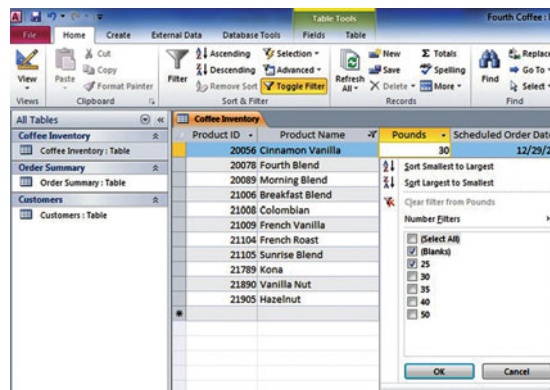 Table Tools
Fourth Coffee :
File Home Create External Data Database Tools Fields Table
View
Views
Paste
Cut
Copy
Format Painter
Clipboard
Filter
Ascending
Descending
Remove Sort
Selection
Advanced
Toggle Filter
Sort & Filter
Refresh All
New
Save
Delete
Totals
Spelling
More
Records
Find
Replac
Go To
Select
Find
All Tables
Coffee Inventory
Coffee Inventory : Table
Order Summary
Order Summary : Table
Customers
Customers : Table
Coffee Inventory
Product ID Product Name Pounds Scheduled Order Dat
20056 Cinnamon Vanilla 30 12/29/2
20078 Fourth Blend
20089 Morning Blend
21006 Breakfast Blend
21008 Colombian
21009 French Vanilla
21104 French Roast
21105 Sunrise Blend
21789 Kona
21890 Vanilla Nut
21905 Hazelnut
Sort Smallest to Largest
Sort Largest to Smallest
Clear filter from Pounds
Number Filters
(Select All)
(Blanks)
25
30
35
40
50
OK Cancel